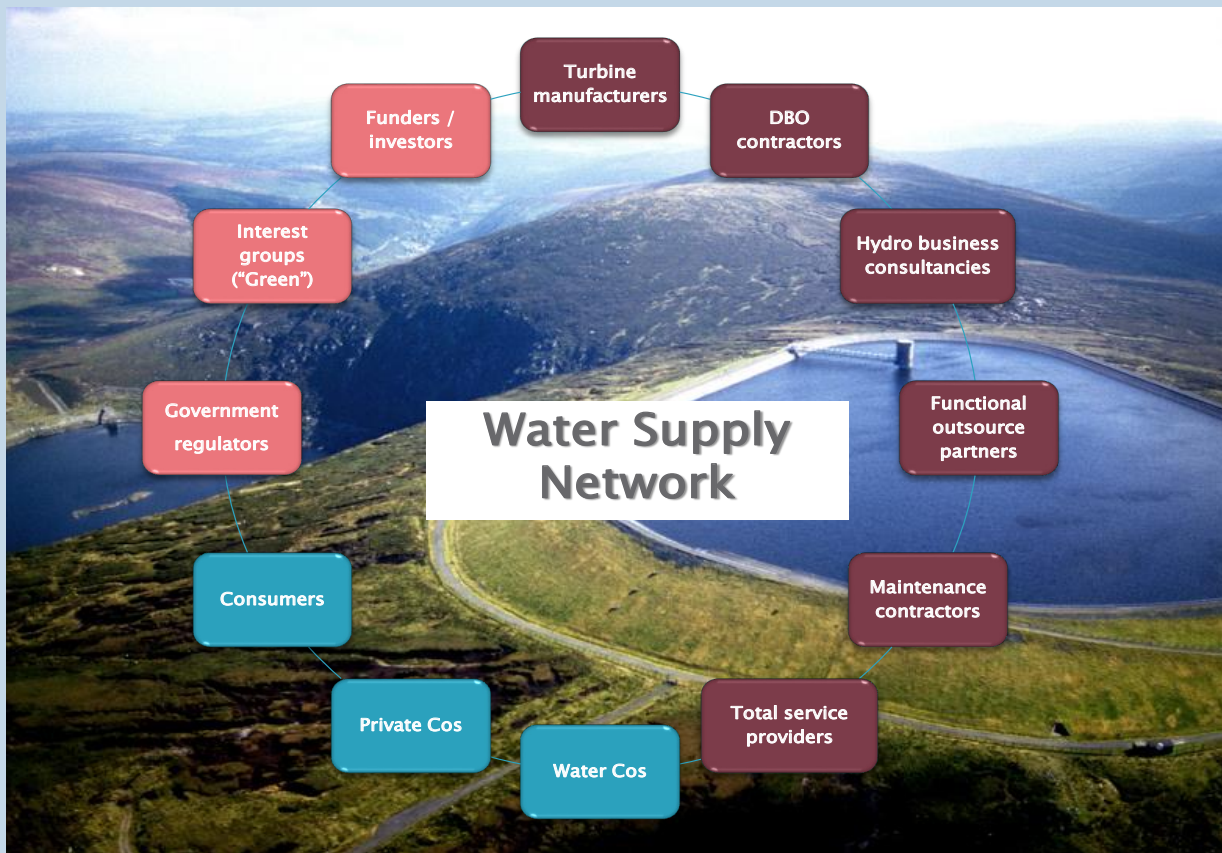 Turbine
manufacturers
DBO
contractors
Hydro business
consultancies
Functional
outsource
partners
Maintenance
contractors
Total service
providers
Water Cos
Private Cos
Consumers
Government
regulators
Interest
groups
(“Green”)
Funders /
investors
Water Supply
Network